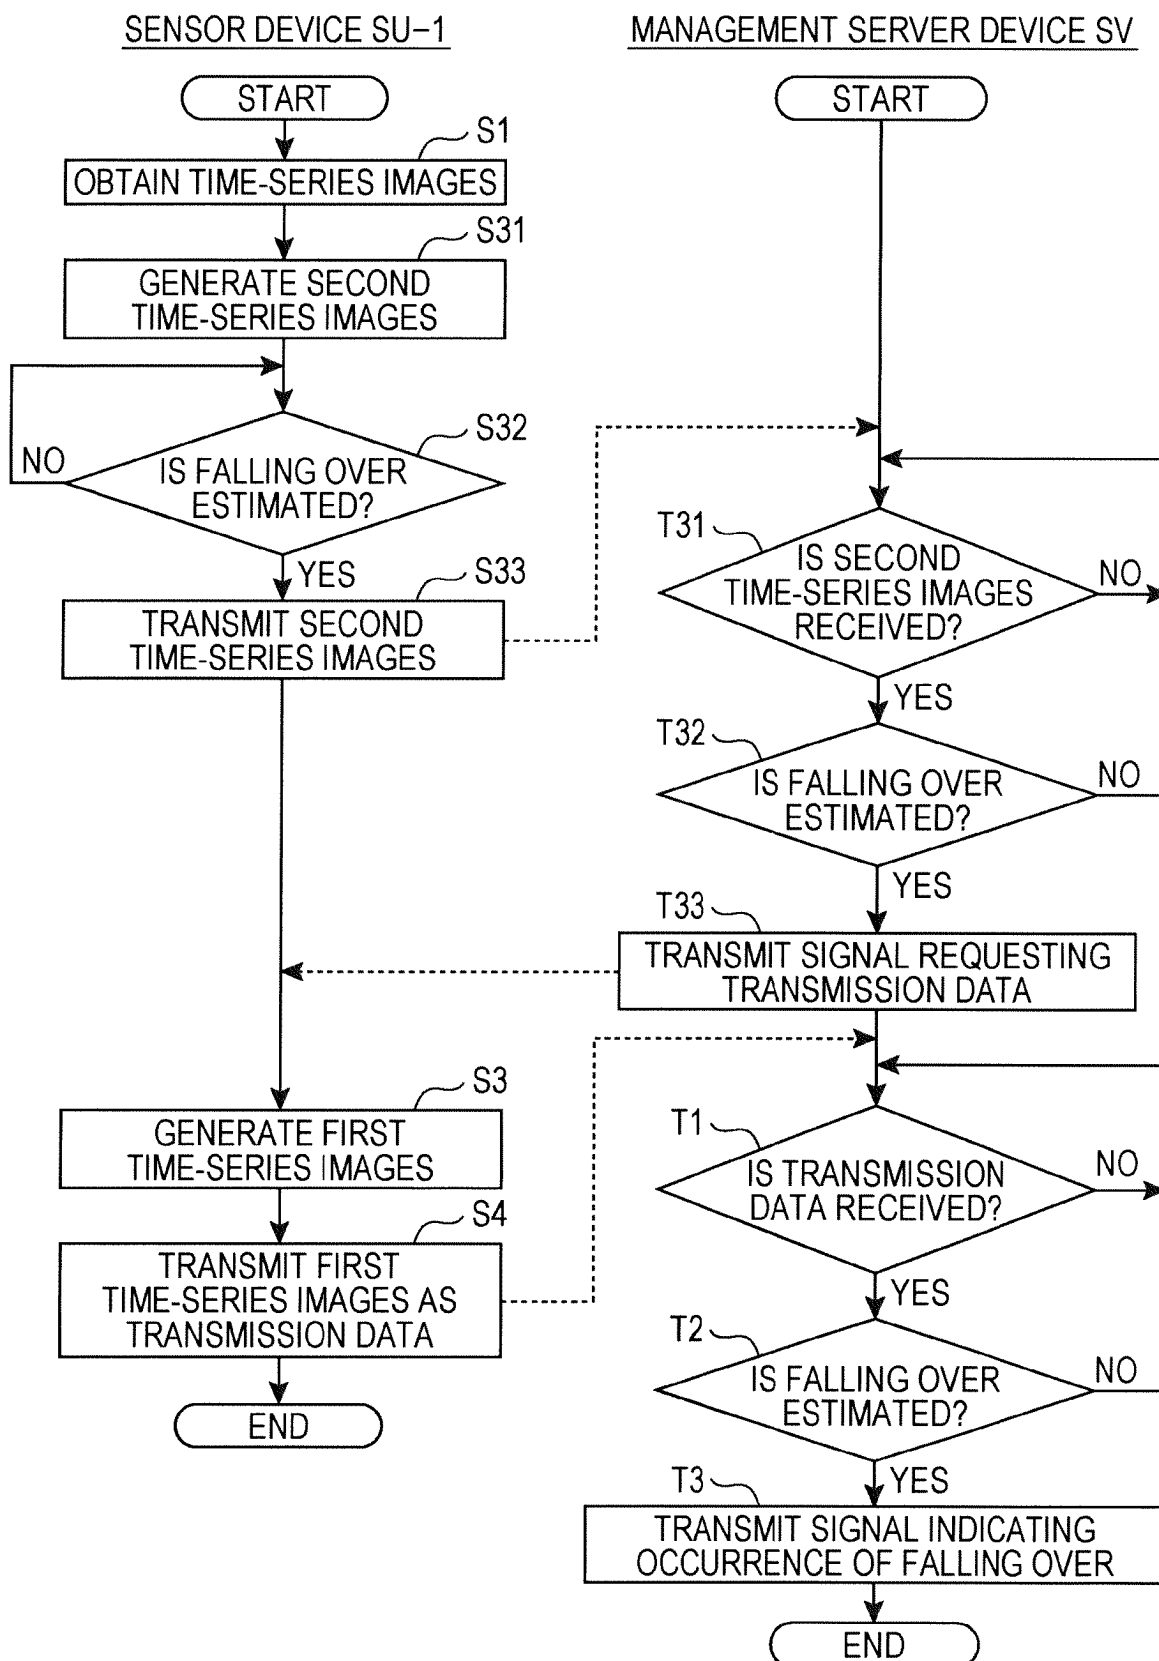 SENSOR DEVICE SU-1
START
S1
OBTAIN TIME-SERIES IMAGES
S31
GENERATE SECOND
TIME-SERIES IMAGES
S32
NO
IS FALLING OVER
ESTIMATED?
YES
S33
TRANSMIT SECOND
TIME-SERIES IMAGES
S3
GENERATE FIRST
TIME-SERIES IMAGES
S4
TRANSMIT FIRST
TIME-SERIES IMAGES AS
TRANSMISSION DATA
END
MANAGEMENT SERVER DEVICE SV
START
T31
IS SECOND
TIME-SERIES IMAGES
RECEIVED?
NO
YES
T32
IS FALLING OVER
ESTIMATED?
NO
YES
T33
TRANSMIT SIGNAL REQUESTING
TRANSMISSION DATA
T1
IS TRANSMISSION
DATA RECEIVED?
NO
YES
T2
IS FALLING OVER
ESTIMATED?
NO
YES
T3
TRANSMIT SIGNAL INDICATING
OCCURRENCE OF FALLING OVER
END